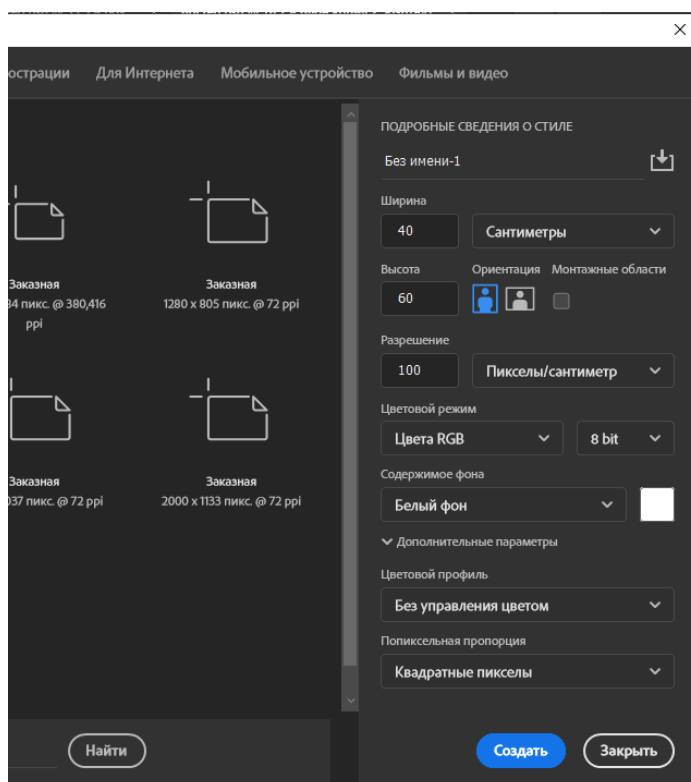 острации Для Интернета Мобильное устройство Фильмы и видео
ПОДРОБНЫЕ СВЕДЕНИЯ О СТИЛЕ
Без имени-1
Ширина
40 Сантиметры
Высота Ориентация Монтажные области
60
Разрешение
100 Пикселы/сантиметр
Цветовой режим
Цвета RGB 8 bit
Содержимое фона
Белый фон
Дополнительные параметры
Цветовой профиль
Без управления цветом
Попиксельная пропорция
Квадратные пикселы
Заказная
34 пикс. @ 380,416
ppi
Заказная
1280 x 805 пикс. @ 72 ppi
Заказная
037 пикс. @ 72 ppi
Заказная
2000 x 1133 пикс. @ 72 ppi
Найти
Создать Закрыть